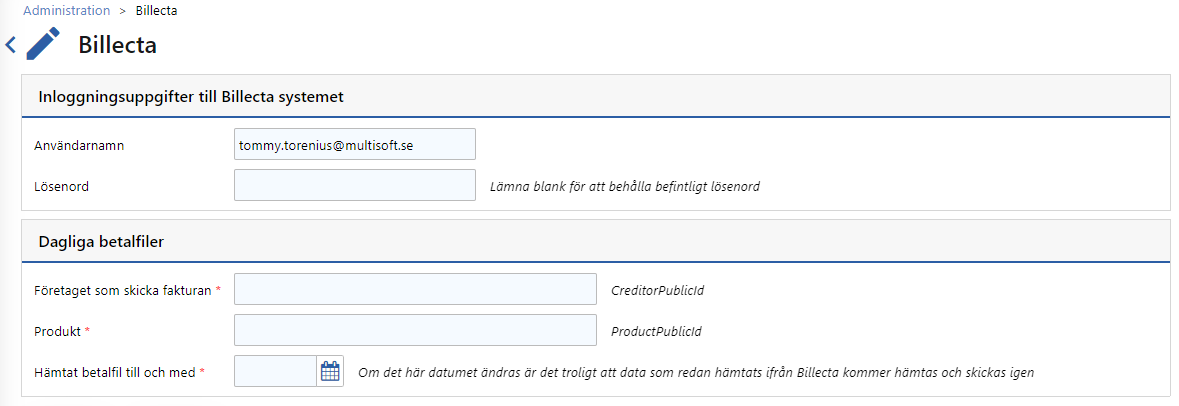 Administration > Billecta
Billecta
Inloggningsuppgifter till Billecta systemet
Användarnamn tommy.torenius@multisoft.se
Lösenord Lämna blank för att behålla befintligt lösenord
Dagliga betalfiler
Företaget som skicka fakturan * CreditorPublicId
Produkt * ProductPublicId
Hämtat betalfil till och med * Om det här datumet ändras är det troligt att data som redan hämtats ifrån Billecta kommer hämtas och skickas igen